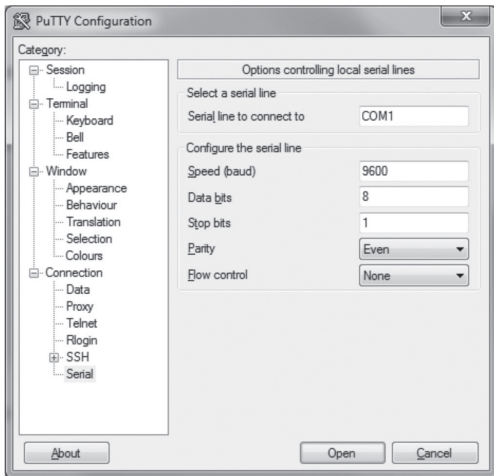 PuTTY Configuration
Category:
Session
Logging
Terminal
Keyboard
Bell
Features
Window
Appearance
Behaviour
Translation
Selection
Colours
Connection
Data
Proxy
Telnet
Rlogin
SSH
Serial
Options controlling local serial lines
Select a serial line
Serial line to connect to COM1
Configure the serial line
Speed (baud) 9600
Data bits 8
Stop bits 1
Parity Even
Flow control None
About Open Cancel